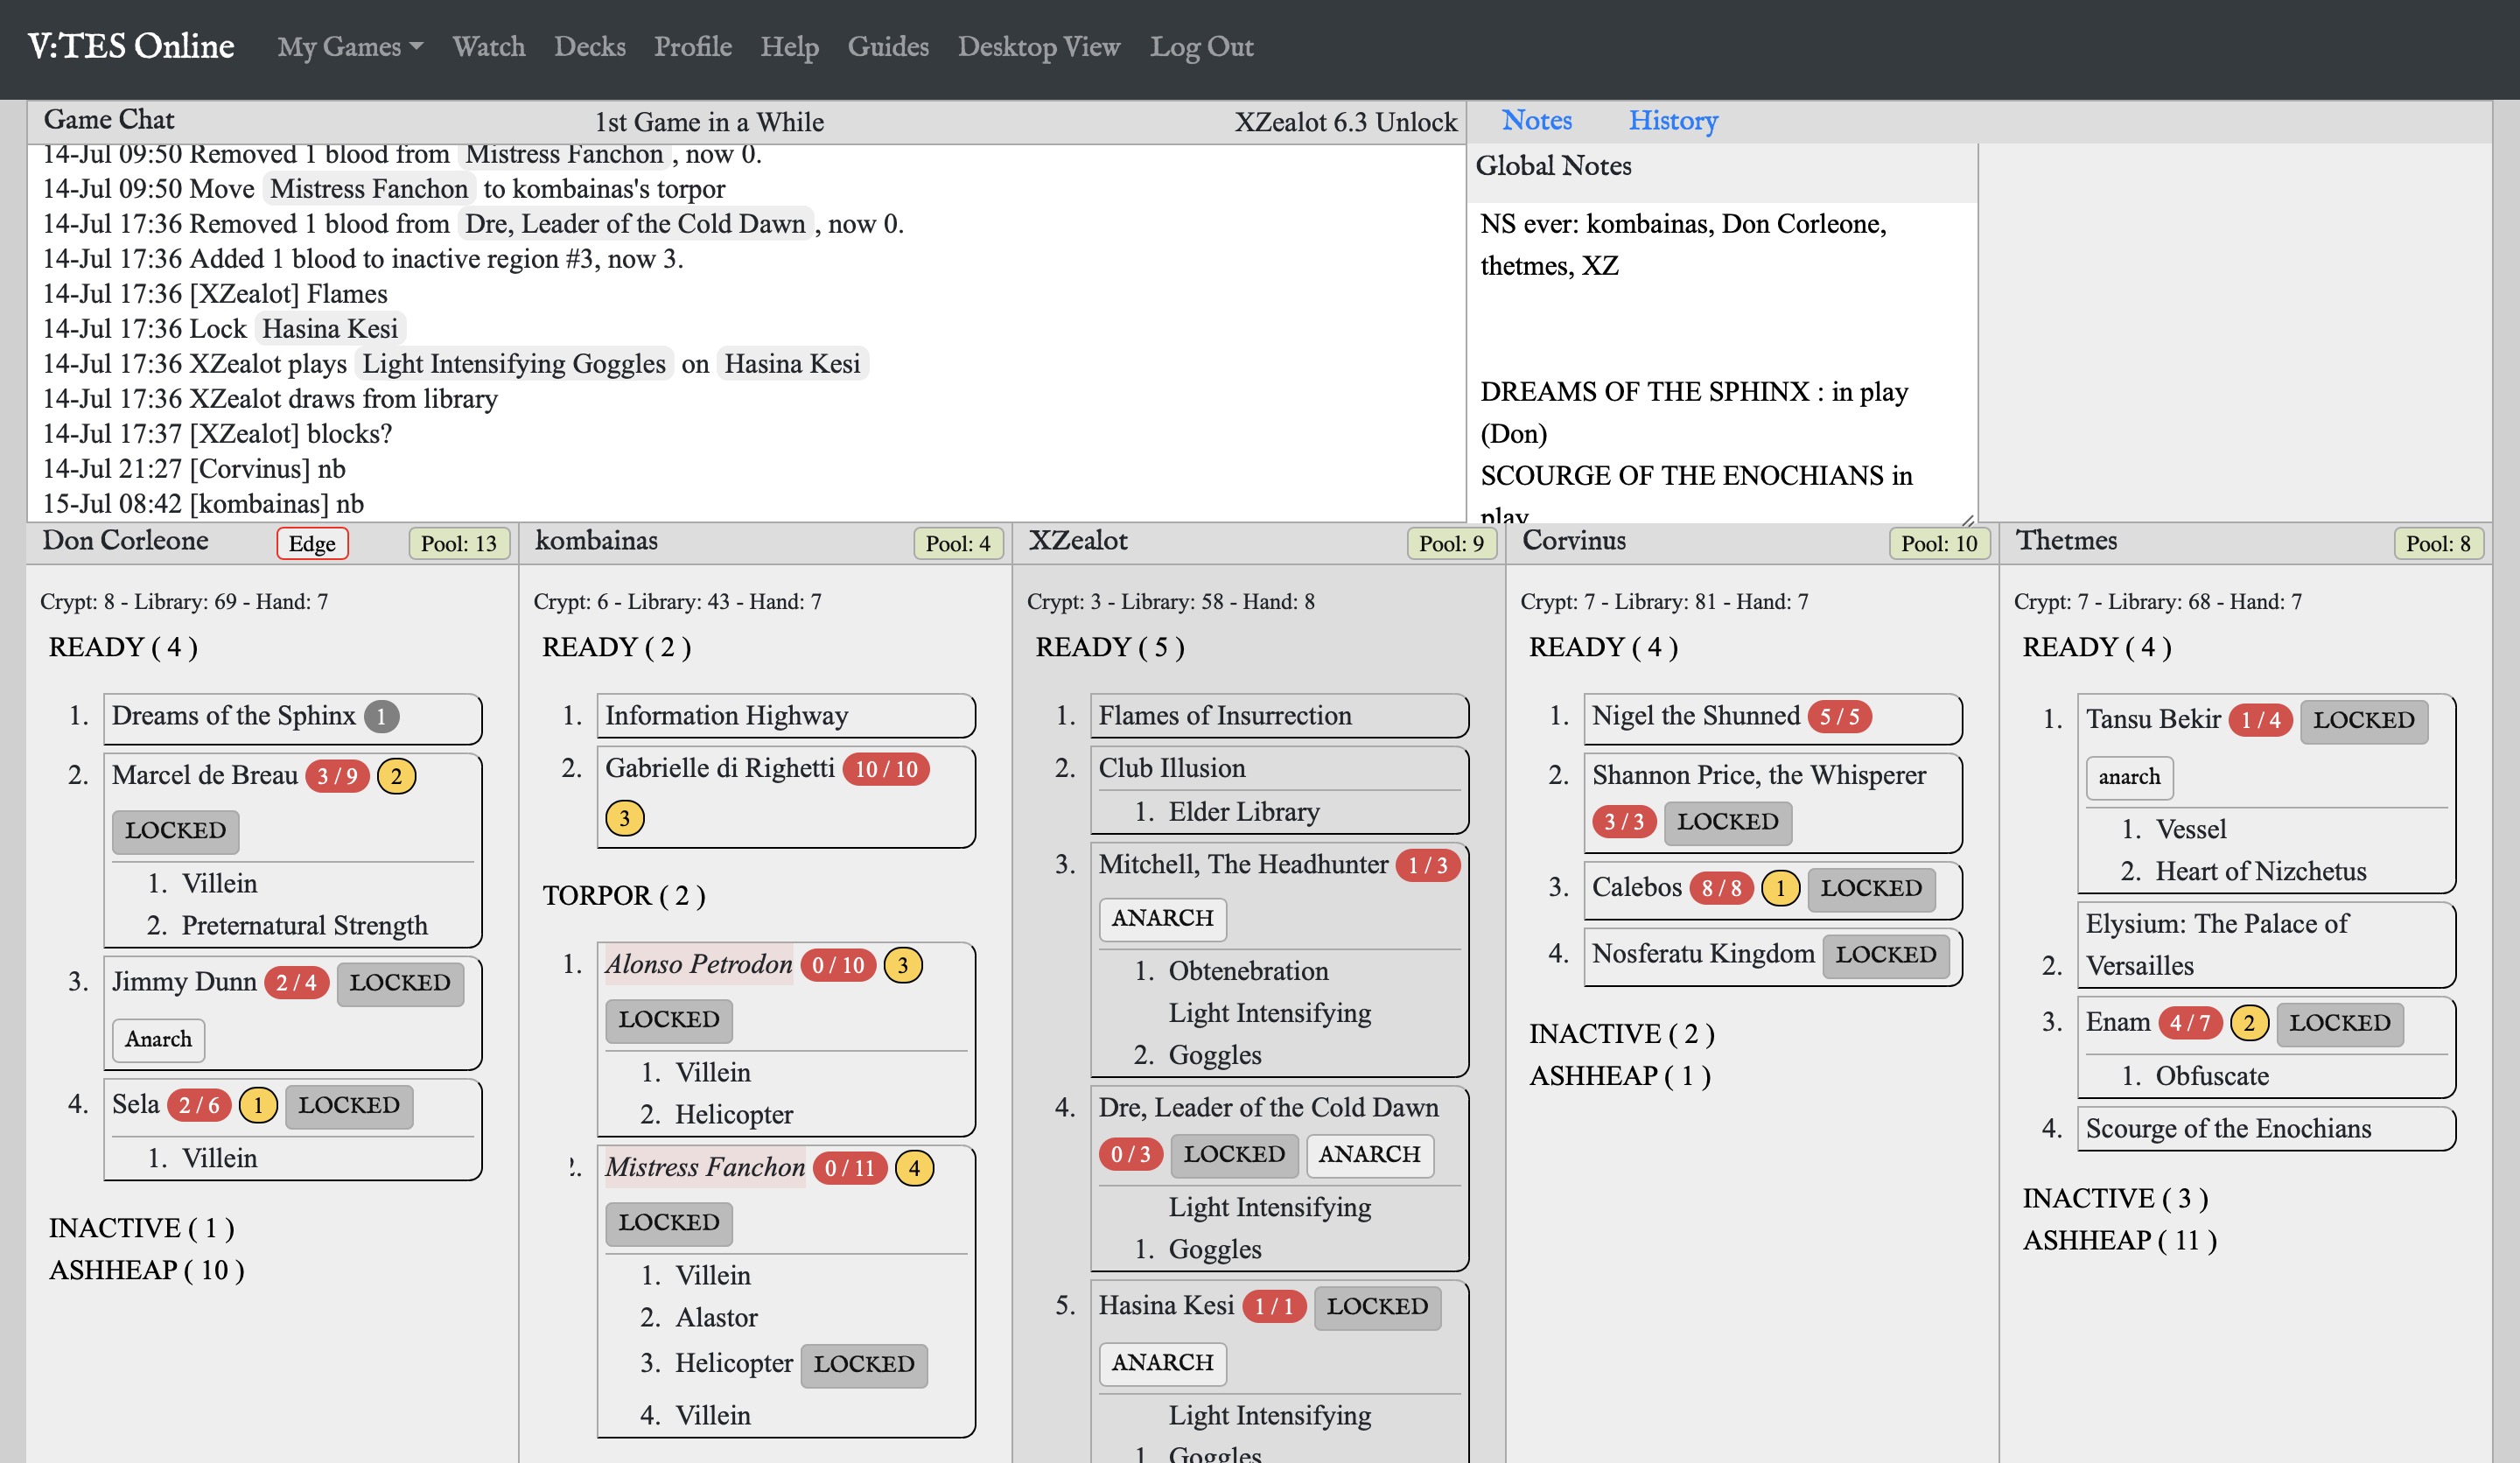 V:TES Online My Games Watch Decks Profile Help Guides Desktop View Log Out
Game Chat 1st Game in a While XZealot 6.3 Unlock
14-Jul 09:50 Removed 1 blood from Mistress Fanchon , now 0.
14-Jul 09:50 Move Mistress Fanchon to kombainas's torpor
14-Jul 17:36 Removed 1 blood from Dre, Leader of the Cold Dawn , now 0.
14-Jul 17:36 Added 1 blood to inactive region #3, now 3.
14-Jul 17:36 [XZealot] Flames
14-Jul 17:36 Lock Hasina Kesi
14-Jul 17:36 XZealot plays Light Intensifying Goggles on Hasina Kesi
14-Jul 17:36 XZealot draws from library
14-Jul 17:37 [XZealot] blocks?
14-Jul 21:27 [Corvinus] nb
15-Jul 08:42 [kombainas] nb
Notes History
Global Notes
NS ever: kombainas, Don Corleone,
thetmes, XZ
DREAMS OF THE SPHINX : in play
(Don)
SCOURGE OF THE ENOCHIANS in
play
Don Corleone Edge Pool: 13
Crypt: 8 - Library: 69 - Hand: 7
READY ( 4 )
1. Dreams of the Sphinx 1
2. Marcel de Breau 3 / 9 2
LOCKED
1. Villein
2. Preternatural Strength
3. Jimmy Dunn 2 / 4 LOCKED
Anarch
4. Sela 2 / 6 1 LOCKED
1. Villein
INACTIVE ( 1 )
ASHHEAP ( 10 )
kombainas Pool: 4
Crypt: 6 - Library: 43 - Hand: 7
READY ( 2 )
1. Information Highway
2. Gabrielle di Righetti 10 / 10
3
TORPOR ( 2 )
1. Alonso Petrodon 0 / 10 3
LOCKED
1. Villein
2. Helicopter
2. Mistress Fanchon 0 / 11 4
LOCKED
1. Villein
2. Alastor
3. Helicopter LOCKED
4. Villein
XZealot Pool: 9
Crypt: 3 - Library: 58 - Hand: 8
READY ( 5 )
1. Flames of Insurrection
2. Club Illusion
1. Elder Library
3. Mitchell, The Headhunter 1 / 3
ANARCH
1. Obtenebration
Light Intensifying
2. Goggles
4. Dre, Leader of the Cold Dawn
0 / 3 LOCKED ANARCH
Light Intensifying
1. Goggles
5. Hasina Kesi 1 / 1 LOCKED
ANARCH
Light Intensifying
1. Goggles
Corvinus Pool: 10
Crypt: 7 - Library: 81 - Hand: 7
READY ( 4 )
1. Nigel the Shunned 5 / 5
2. Shannon Price, the Whisperer
3 / 3 LOCKED
3. Calebos 8 / 8 1 LOCKED
4. Nosferatu Kingdom LOCKED
INACTIVE ( 2 )
ASHHEAP ( 1 )
Thetmes Pool: 8
Crypt: 7 - Library: 68 - Hand: 7
READY ( 4 )
1. Tansu Bekir 1 / 4 LOCKED
anarch
1. Vessel
2. Heart of Nizchetus
Elysium: The Palace of
2. Versailles
3. Enam 4 / 7 2 LOCKED
1. Obfuscate
4. Scourge of the Enochians
INACTIVE ( 3 )
ASHHEAP ( 11 )